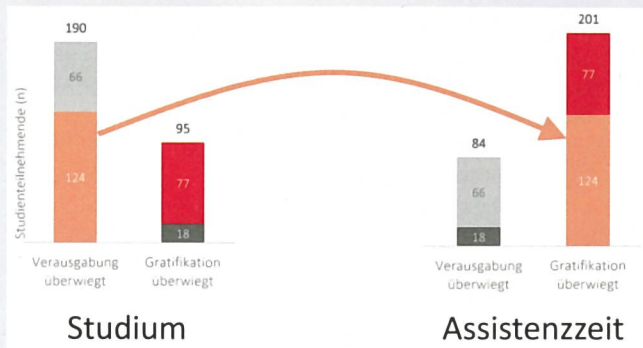 190
66
124
Studienteilnehmende (n)
95
77
18
Verausgabung
überwiegt
Gratifikation
überwiegt
Studium
84
66
18
201
77
124
Verausgabung
überwiegt
Gratifikation
überwiegt
Assistenzzeit